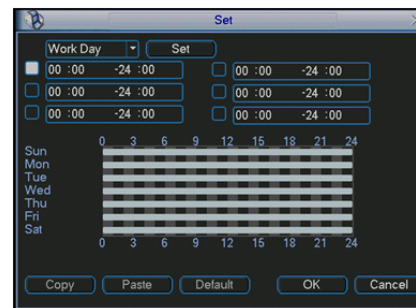 Set
Work Day Set
00 :00 -24 :00 00 :00 -24 :00
00 :00 -24 :00 00 :00 -24 :00
00 :00 -24 :00 00 :00 -24 :00
0 3 6 9 12 15 18 21 24
Sun
Mon
Tue
Wed
Thu
Fri
Sat
0 3 6 9 12 15 18 21 24
Copy Paste Default OK Cancel